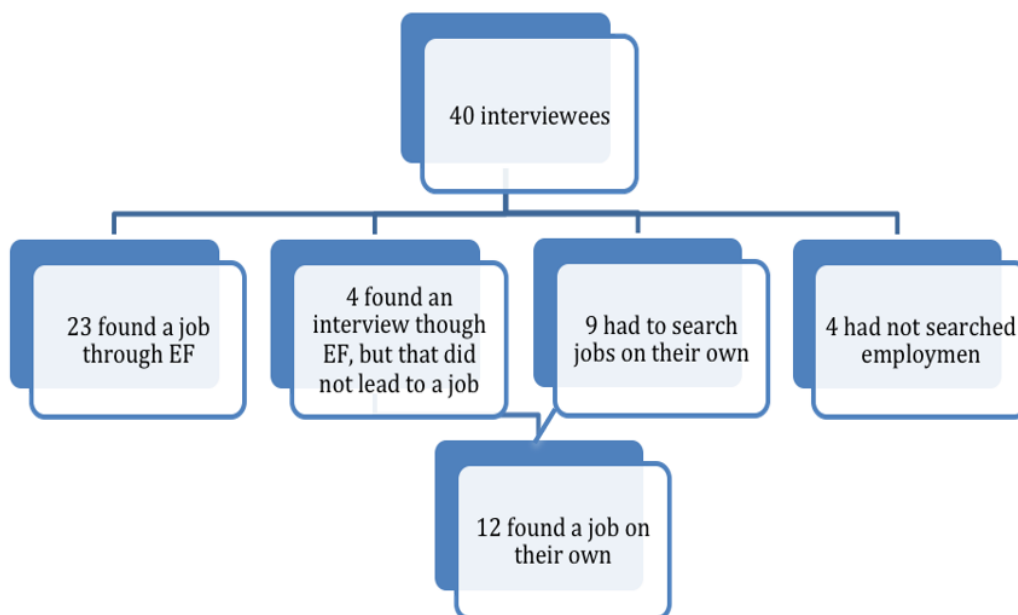 40 interviewees
23 found a job
through EF
4 found an
interview though
EF, but that did
not lead to a job
9 had to search
jobs on their own
4 had not searched
employmen
12 found a job on
their own